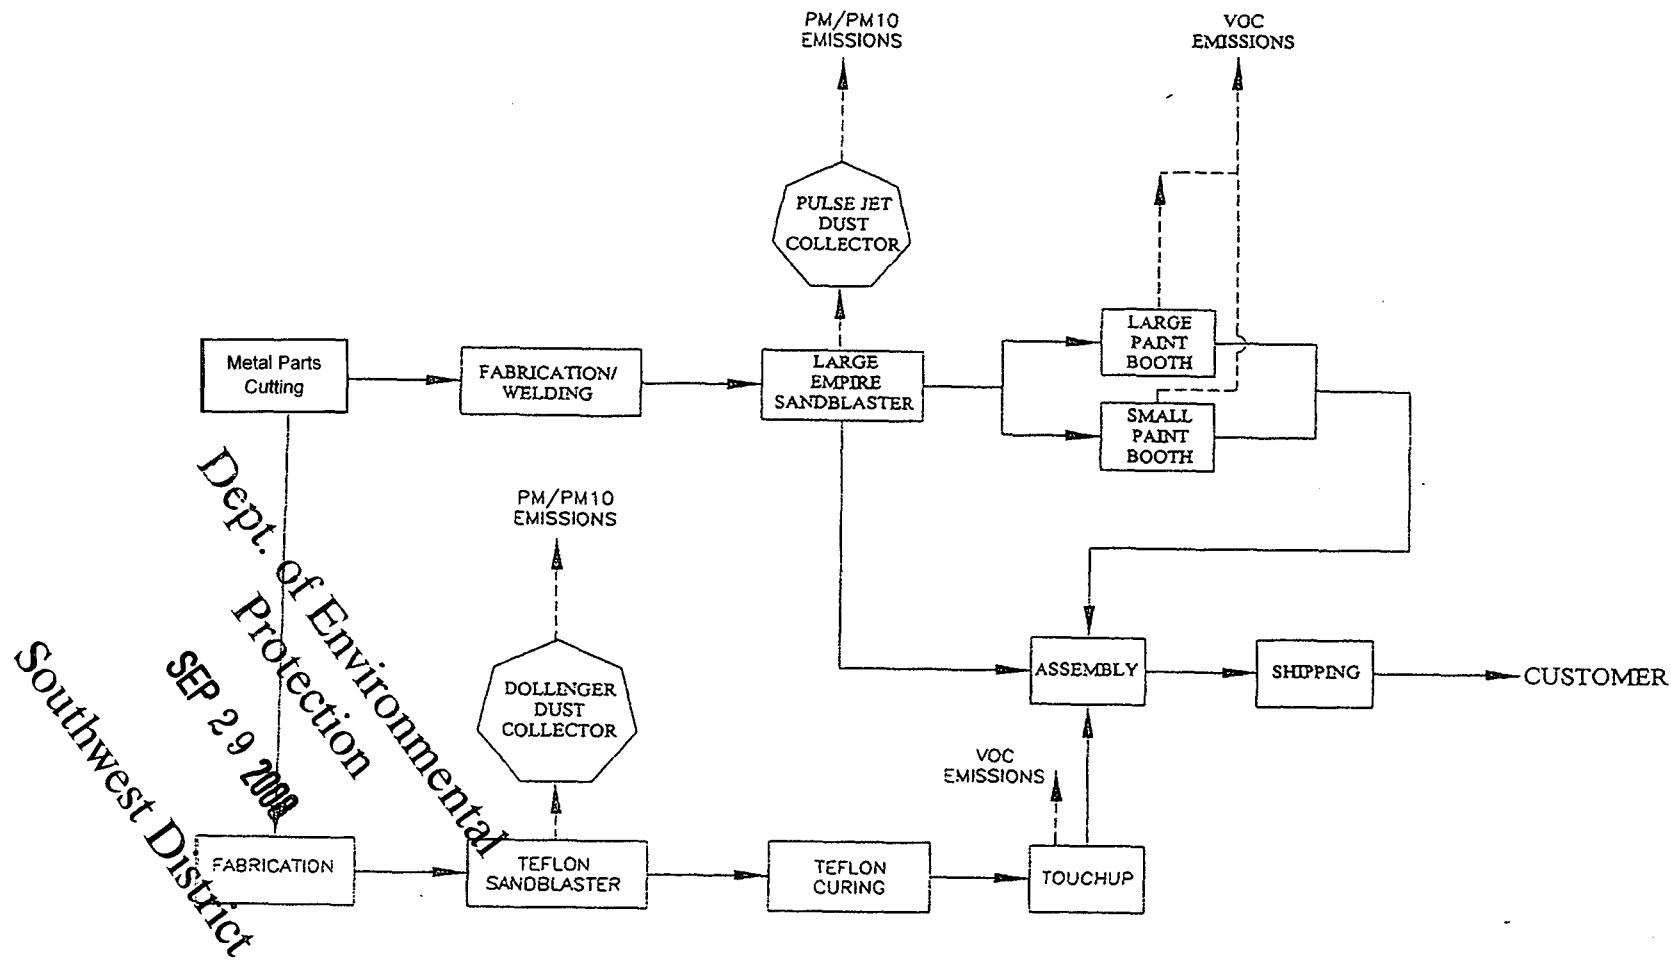 PM/PM10
EMISSIONS
VOC
EMISSIONS
PULSE JET
DUST
COLLECTOR
Metal Parts
Cutting
FABRICATION/
WELDING
LARGE
EMPIRE
SANDBLASTER
LARGE
PAINT
BOOTH
SMALL
PAINT
BOOTH
PM/PM10
EMISSIONS
DOLLINGER
DUST
COLLECTOR
ASSEMBLY
SHIPPING
CUSTOMER
VOC
EMISSIONS
FABRICATION
TEFLON
SANDBLASTER
TEFLON
CURING
TOUCHUP
Dept. of Environmental
Protection
SEP 29
Southwest District